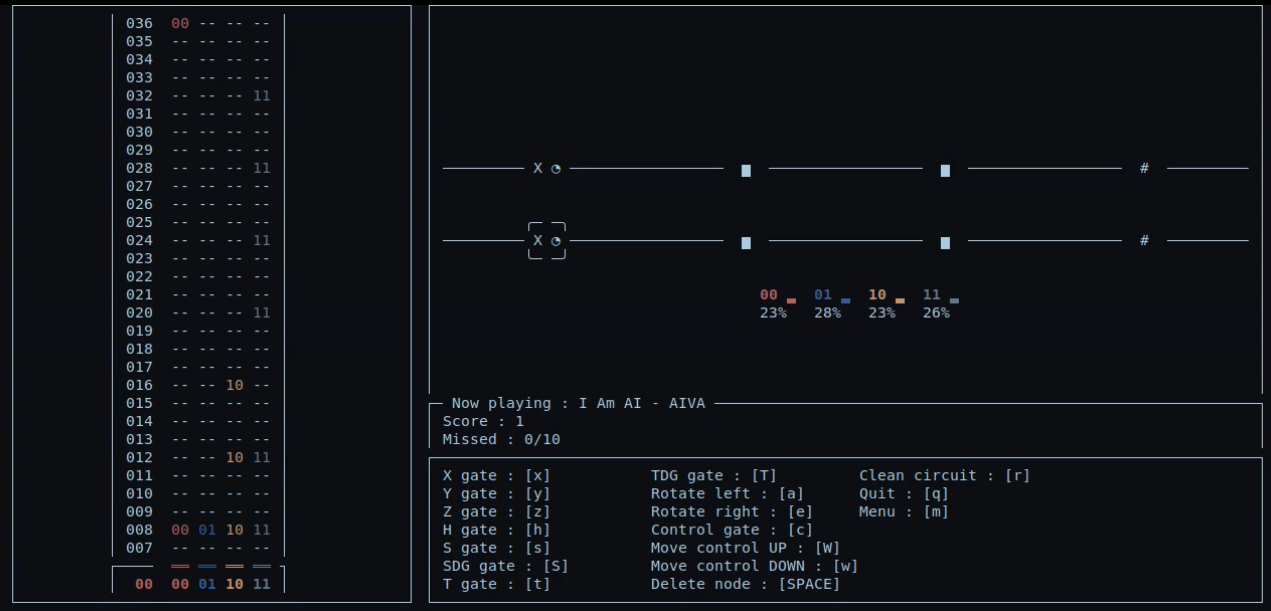 036 00 -- -- --
035 -- -- -- --
034 -- -- -- --
033 -- -- -- --
032 -- -- -- 11
031 -- -- -- --
030 -- -- -- --
029 -- -- -- --
028 -- -- -- 11
027 -- -- -- --
026 -- -- -- --
025 -- -- -- --
024 -- -- -- 11
023 -- -- -- --
022 -- -- -- --
021 -- -- -- --
020 -- -- -- 11
019 -- -- -- --
018 -- -- -- --
017 -- -- -- --
016 -- -- 10 --
015 -- -- -- --
014 -- -- -- --
013 -- -- -- --
012 -- -- 10 11
011 -- -- -- --
010 -- -- -- --
009 -- -- -- --
008 00 01 10 11
007 -- -- -- --
00 00 01 10 11
X #
X #
00 01 10 11
23% 28% 23% 26%
Now playing : I Am AI - AIVA
Score : 1
Missed : 0/10
X gate : [x] TDG gate : [T] Clean circuit : [r]
Y gate : [y] Rotate left : [a] Quit : [q]
Z gate : [z] Rotate right : [e] Menu : [m]
H gate : [h] Control gate : [c]
S gate : [s] Move control UP : [W]
SDG gate : [S] Move control DOWN : [w]
T gate : [t] Delete node : [SPACE]